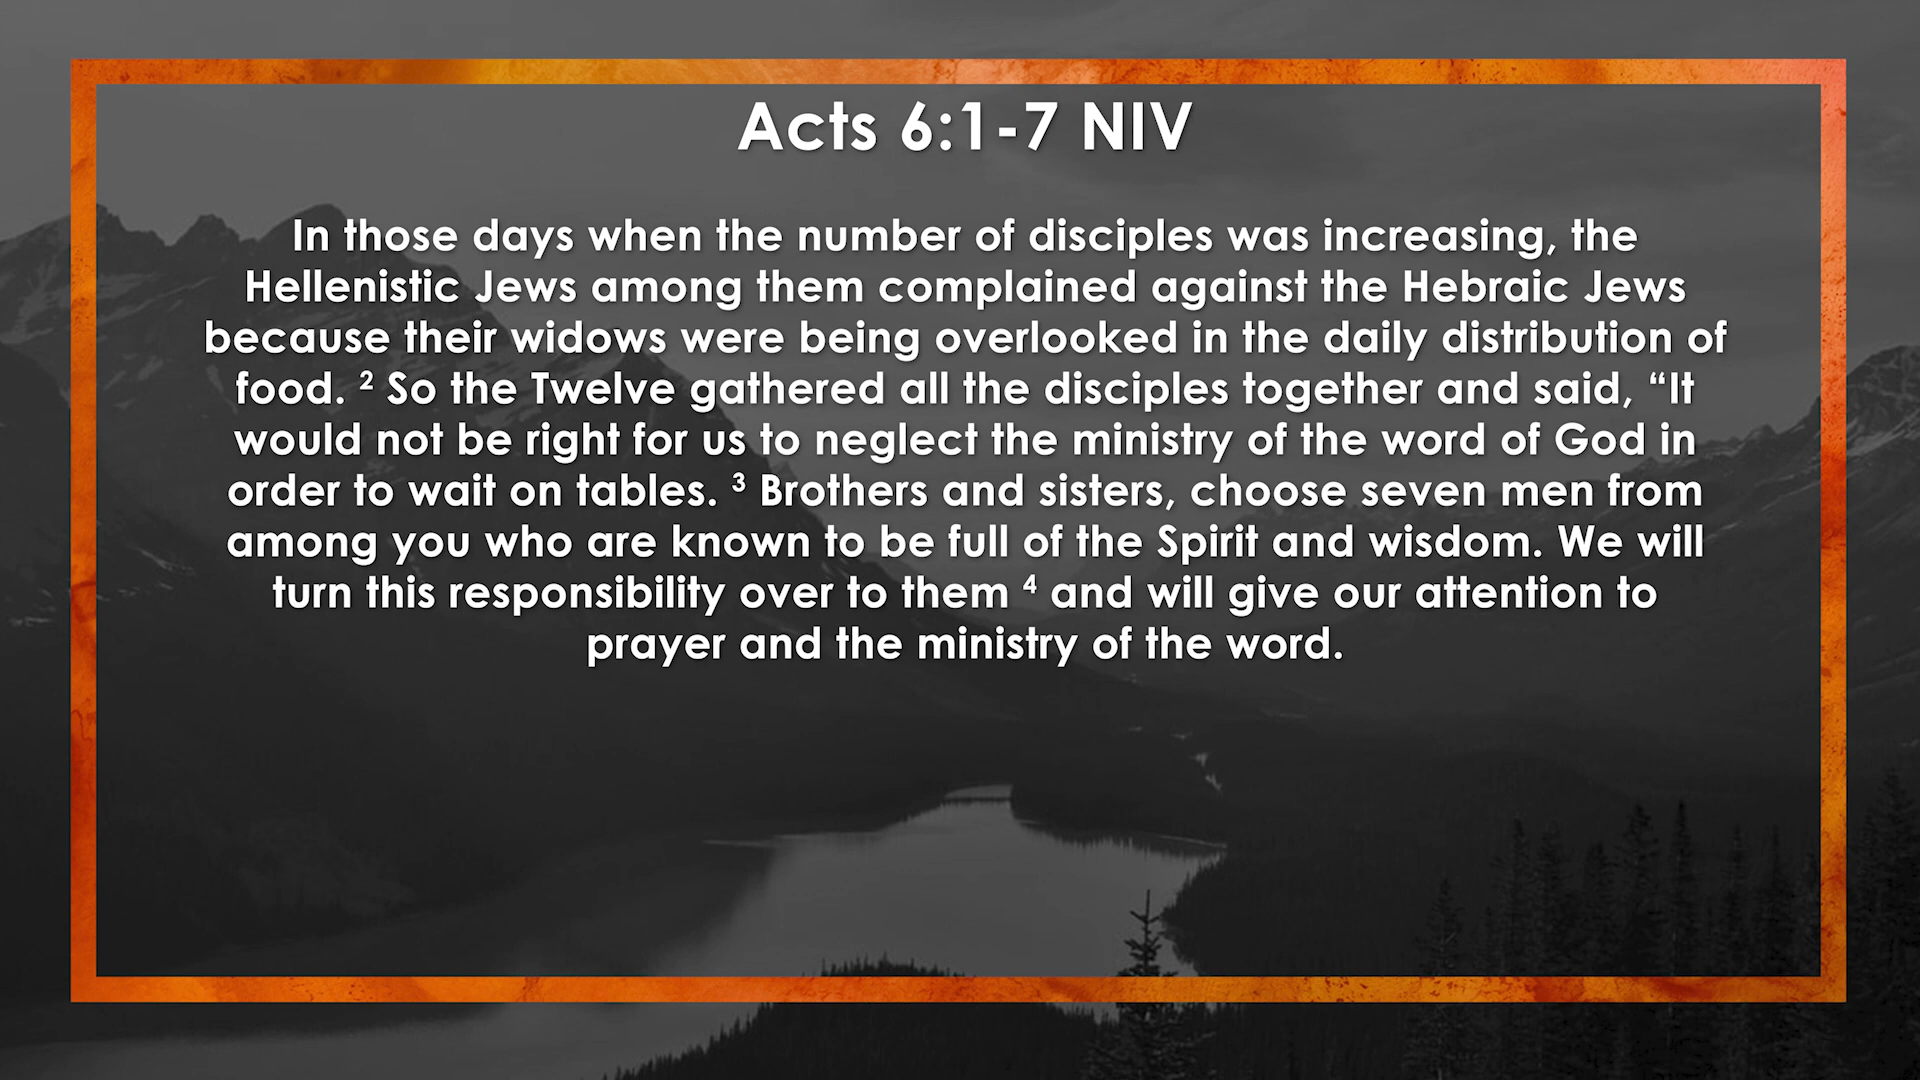 Acts 6:1-7 NIV
In those days when the number of disciples was increasing, the
Hellenistic Jews among them complained against the Hebraic Jews
because their widows were being overlooked in the daily distribution of
food. ² So the Twelve gathered all the disciples together and said, “It
would not be right for us to neglect the ministry of the word of God in
order to wait on tables. ³ Brothers and sisters, choose seven men from
among you who are known to be full of the Spirit and wisdom. We will
turn this responsibility over to them ⁴ and will give our attention to
prayer and the ministry of the word.